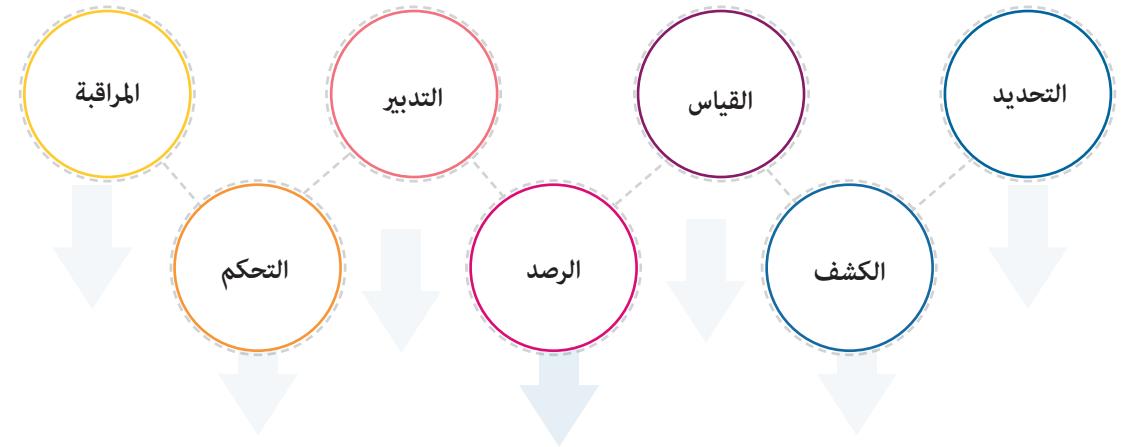 التحديد
الكشف
القياس
الرصد
التدبير
التحكم
المراقبة